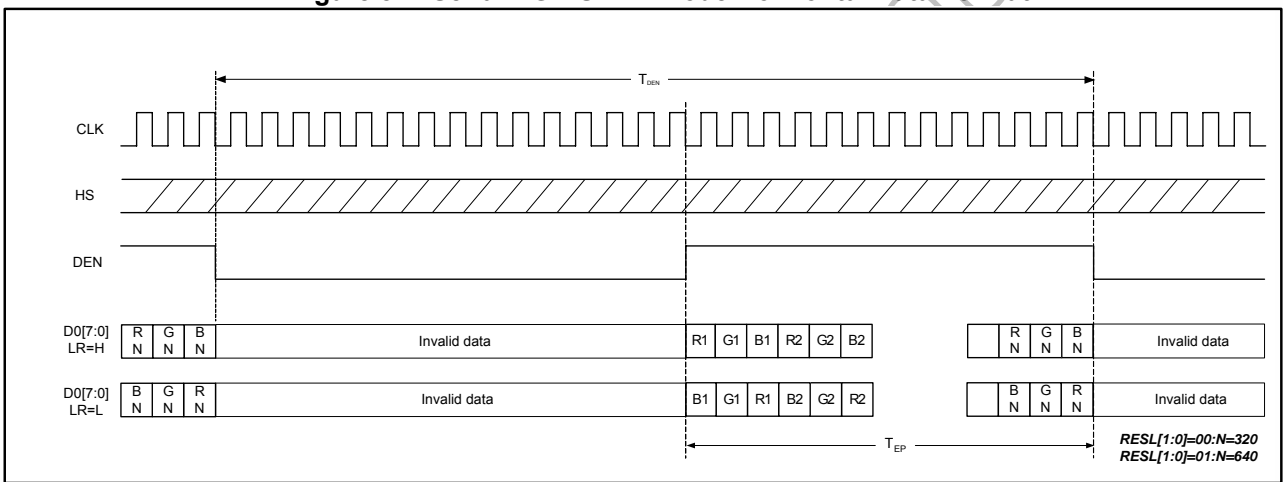 T_DEN
CLK
HS
DEN
D0[7:0]
LR=H
R N G N B N
Invalid data
R1 G1 B1 R2 G2 B2
R N G N B N
Invalid data
D0[7:0]
LR=L
B N G N R N
Invalid data
B1 G1 R1 B2 G2 R2
B N G N R N
Invalid data
T_EP
RESL[1:0]=00:N=320
RESL[1:0]=01:N=640